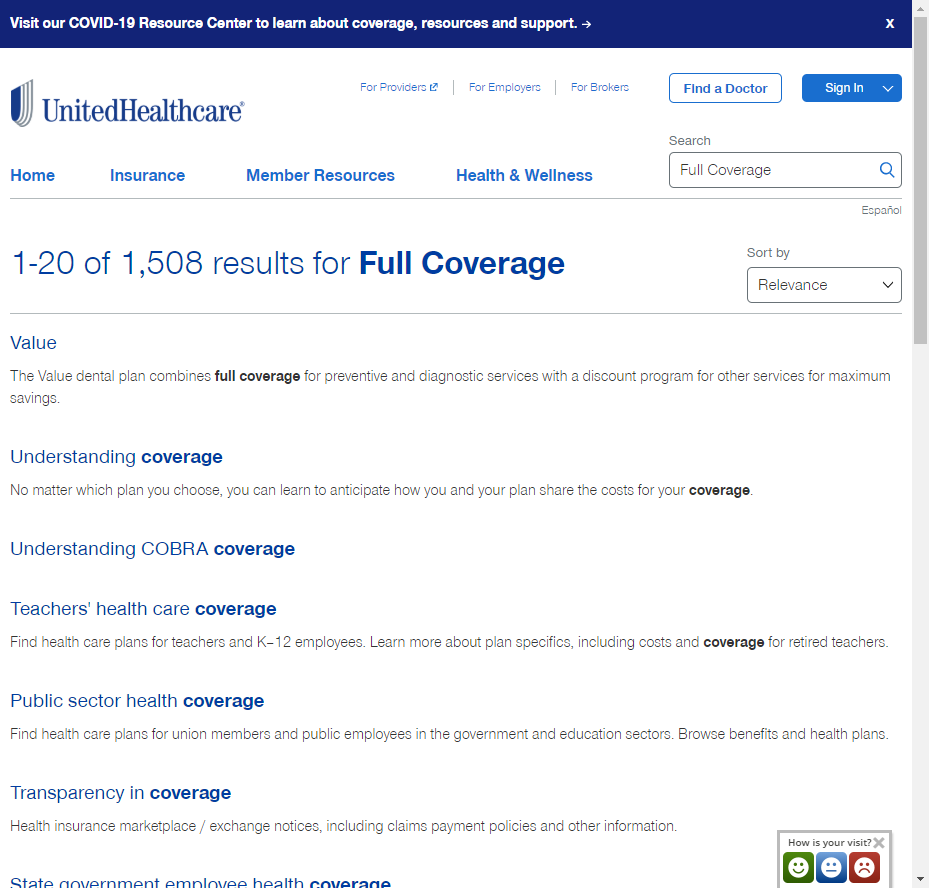 Visit our COVID-19 Resource Center to learn about coverage, resources and support. →
x
For Providers
For Employers
For Brokers
Find a Doctor
Sign In
UnitedHealthcare®
Search
Full Coverage
Home
Insurance
Member Resources
Health & Wellness
Español
1-20 of 1,508 results for Full Coverage
Sort by
Relevance
Value
The Value dental plan combines full coverage for preventive and diagnostic services with a discount program for other services for maximum
savings.
Understanding coverage
No matter which plan you choose, you can learn to anticipate how you and your plan share the costs for your coverage.
Understanding COBRA coverage
Teachers' health care coverage
Find health care plans for teachers and K–12 employees. Learn more about plan specifics, including costs and coverage for retired teachers.
Public sector health coverage
Find health care plans for union members and public employees in the government and education sectors. Browse benefits and health plans.
Transparency in coverage
Health insurance marketplace / exchange notices, including claims payment policies and other information.
How is your visit?
State government employee health coverage